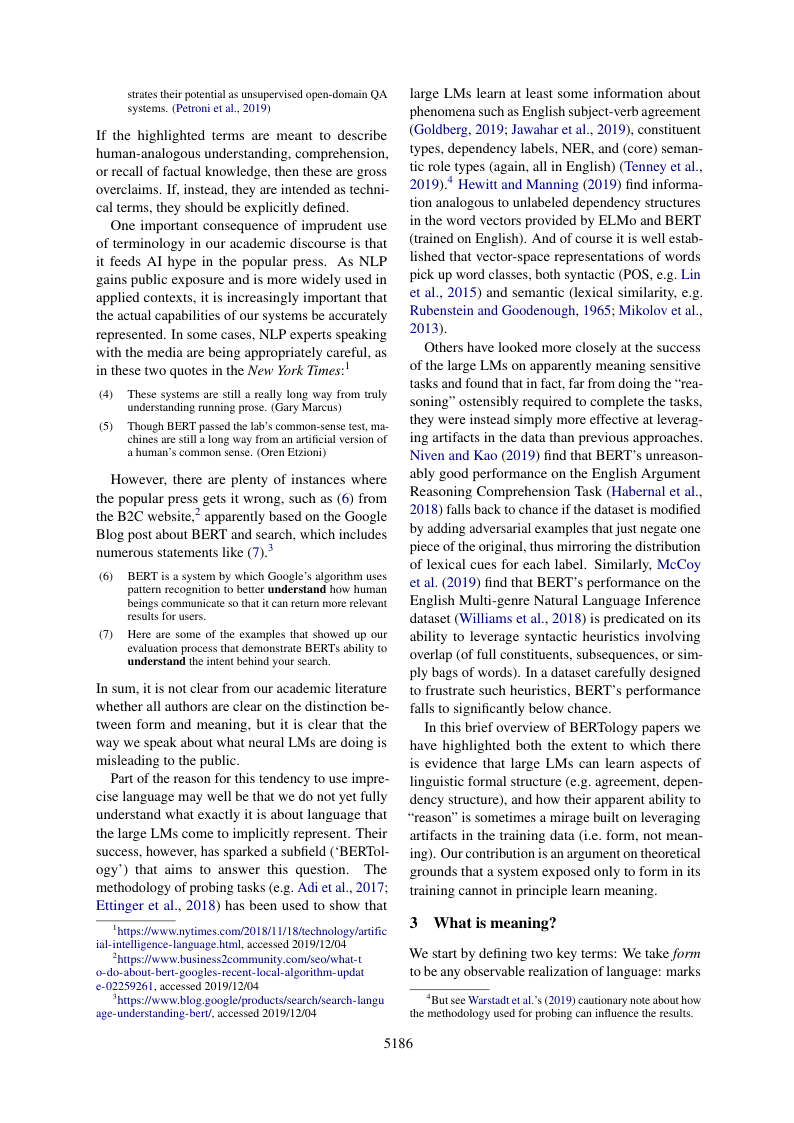 strates their potential as unsupervised open-domain QA
systems. (Petroni et al., 2019)
If the highlighted terms are meant to describe
human-analogous understanding, comprehension,
or recall of factual knowledge, then these are gross
overclaims. If, instead, they are intended as techni-
cal terms, they should be explicitly defined.
One important consequence of imprudent use
of terminology in our academic discourse is that
it feeds AI hype in the popular press. As NLP
gains public exposure and is more widely used in
applied contexts, it is increasingly important that
the actual capabilities of our systems be accurately
represented. In some cases, NLP experts speaking
with the media are being appropriately careful, as
in these two quotes in the New York Times:1
(4) These systems are still a really long way from truly
understanding running prose. (Gary Marcus)
(5) Though BERT passed the lab's common-sense test, ma-
chines are still a long way from an artificial version of
a human's common sense. (Oren Etzioni)
However, there are plenty of instances where
the popular press gets it wrong, such as (6) from
the B2C website,2 apparently based on the Google
Blog post about BERT and search, which includes
numerous statements like (7).3
(6) BERT is a system by which Google's algorithm uses
pattern recognition to better understand how human
beings communicate so that it can return more relevant
results for users.
(7) Here are some of the examples that showed up our
evaluation process that demonstrate BERTs ability to
understand the intent behind your search.
In sum, it is not clear from our academic literature
whether all authors are clear on the distinction be-
tween form and meaning, but it is clear that the
way we speak about what neural LMs are doing is
misleading to the public.
Part of the reason for this tendency to use impre-
cise language may well be that we do not yet fully
understand what exactly it is about language that
the large LMs come to implicitly represent. Their
success, however, has sparked a subfield ('BERTol-
ogy') that aims to answer this question. The
methodology of probing tasks (e.g. Adi et al., 2017;
Ettinger et al., 2018) has been used to show that
1https://www.nytimes.com/2018/11/18/technology/artific
ial-intelligence-language.html, accessed 2019/12/04
2https://www.business2community.com/seo/what-t
o-do-about-bert-googles-recent-local-algorithm-updat
e-02259261, accessed 2019/12/04
3https://www.blog.google/products/search/search-langu
age-understanding-bert/, accessed 2019/12/04
large LMs learn at least some information about
phenomena such as English subject-verb agreement
(Goldberg, 2019; Jawahar et al., 2019), constituent
types, dependency labels, NER, and (core) seman-
tic role types (again, all in English) (Tenney et al.,
2019).4 Hewitt and Manning (2019) find informa-
tion analogous to unlabeled dependency structures
in the word vectors provided by ELMo and BERT
(trained on English). And of course it is well estab-
lished that vector-space representations of words
pick up word classes, both syntactic (POS, e.g. Lin
et al., 2015) and semantic (lexical similarity, e.g.
Rubenstein and Goodenough, 1965; Mikolov et al.,
2013).
Others have looked more closely at the success
of the large LMs on apparently meaning sensitive
tasks and found that in fact, far from doing the "rea-
soning" ostensibly required to complete the tasks,
they were instead simply more effective at leverag-
ing artifacts in the data than previous approaches.
Niven and Kao (2019) find that BERT's unreason-
ably good performance on the English Argument
Reasoning Comprehension Task (Habernal et al.,
2018) falls back to chance if the dataset is modified
by adding adversarial examples that just negate one
piece of the original, thus mirroring the distribution
of lexical cues for each label. Similarly, McCoy
et al. (2019) find that BERT's performance on the
English Multi-genre Natural Language Inference
dataset (Williams et al., 2018) is predicated on its
ability to leverage syntactic heuristics involving
overlap (of full constituents, subsequences, or sim-
ply bags of words). In a dataset carefully designed
to frustrate such heuristics, BERT's performance
falls to significantly below chance.
In this brief overview of BERTology papers we
have highlighted both the extent to which there
is evidence that large LMs can learn aspects of
linguistic formal structure (e.g. agreement, depen-
dency structure), and how their apparent ability to
"reason" is sometimes a mirage built on leveraging
artifacts in the training data (i.e. form, not mean-
ing). Our contribution is an argument on theoretical
grounds that a system exposed only to form in its
training cannot in principle learn meaning.
3 What is meaning?
We start by defining two key terms: We take form
to be any observable realization of language: marks
4But see Warstadt et al.'s (2019) cautionary note about how
the methodology used for probing can influence the results.
5186